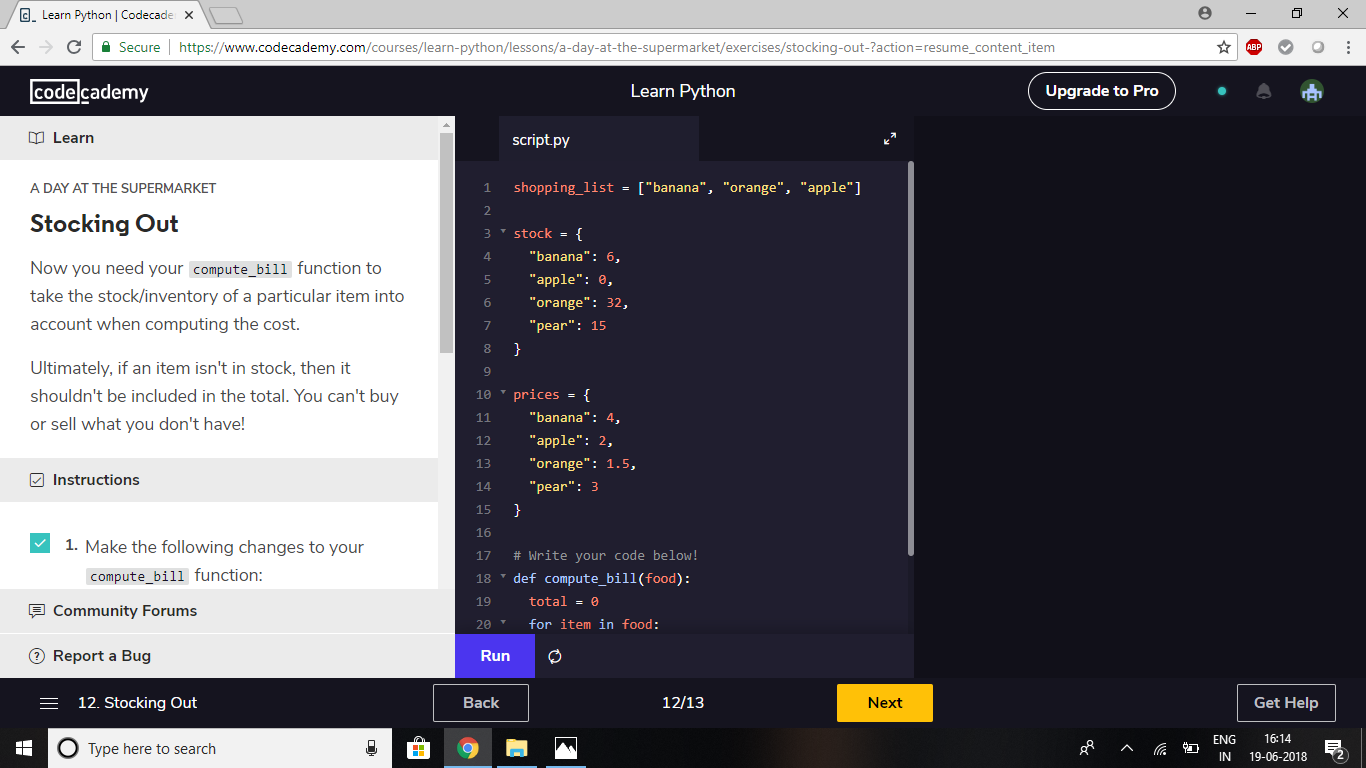 Learn Python | Codecade
Secure
https://www.codecademy.com/courses/learn-python/lessons/a-day-at-the-supermarket/exercises/stocking-out-?action=resume_content_item
ABP
codecademy
Learn Python
Upgrade to Pro
Learn
A DAY AT THE SUPERMARKET
Stocking Out
Now you need your compute_bill function to
take the stock/inventory of a particular item into
account when computing the cost.
Ultimately, if an item isn't in stock, then it
shouldn't be included in the total. You can't buy
or sell what you don't have!
Instructions
1. Make the following changes to your
compute_bill function:
Community Forums
Report a Bug
script.py
1 shopping_list = ["banana", "orange", "apple"]
2
3 stock = {
4 "banana": 6,
5 "apple": 0,
6 "orange": 32,
7 "pear": 15
8 }
9
10 prices = {
11 "banana": 4,
12 "apple": 2,
13 "orange": 1.5,
14 "pear": 3
15 }
16
17 # Write your code below!
18 def compute_bill(food):
19 total = 0
20 for item in food:
Run
12. Stocking Out
Back
12/13
Next
Get Help
Type here to search
ENG
IN
16:14
19-06-2018
2